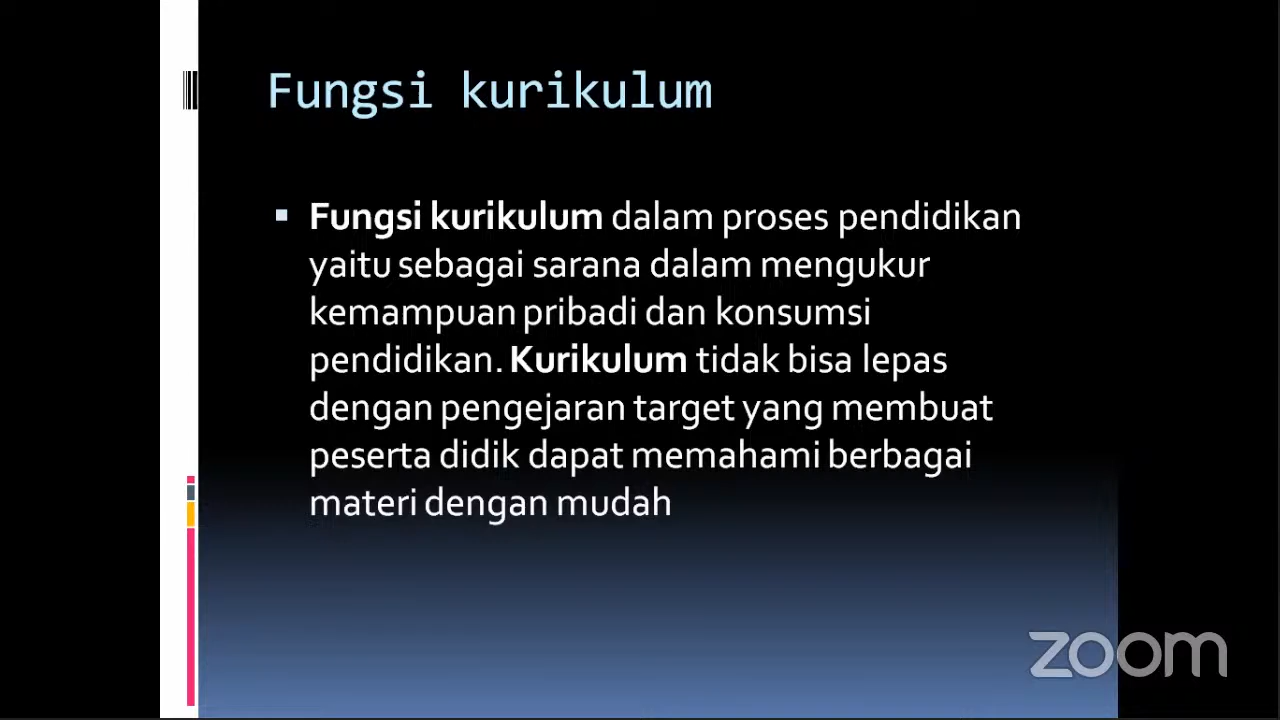 Fungsi kurikulum
Fungsi kurikulum dalam proses pendidikan
yaitu sebagai sarana dalam mengukur
kemampuan pribadi dan konsumsi
pendidikan. Kurikulum tidak bisa lepas
dengan pengejaran target yang membuat
peserta didik dapat memahami berbagai
materi dengan mudah
zoom